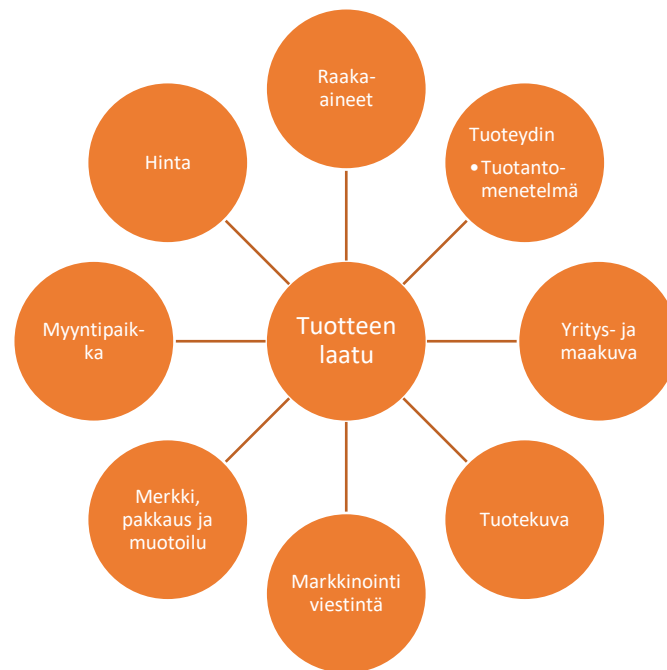 Raaka-
aineet
Tuoteydin
•Tuotanto-
menetelmä
Yritys- ja
maakuva
Tuotekuva
Markkinointi
viestintä
Merkki,
pakkaus ja
muotoilu
Myyntipaik-
ka
Hinta
Tuotteen
laatu